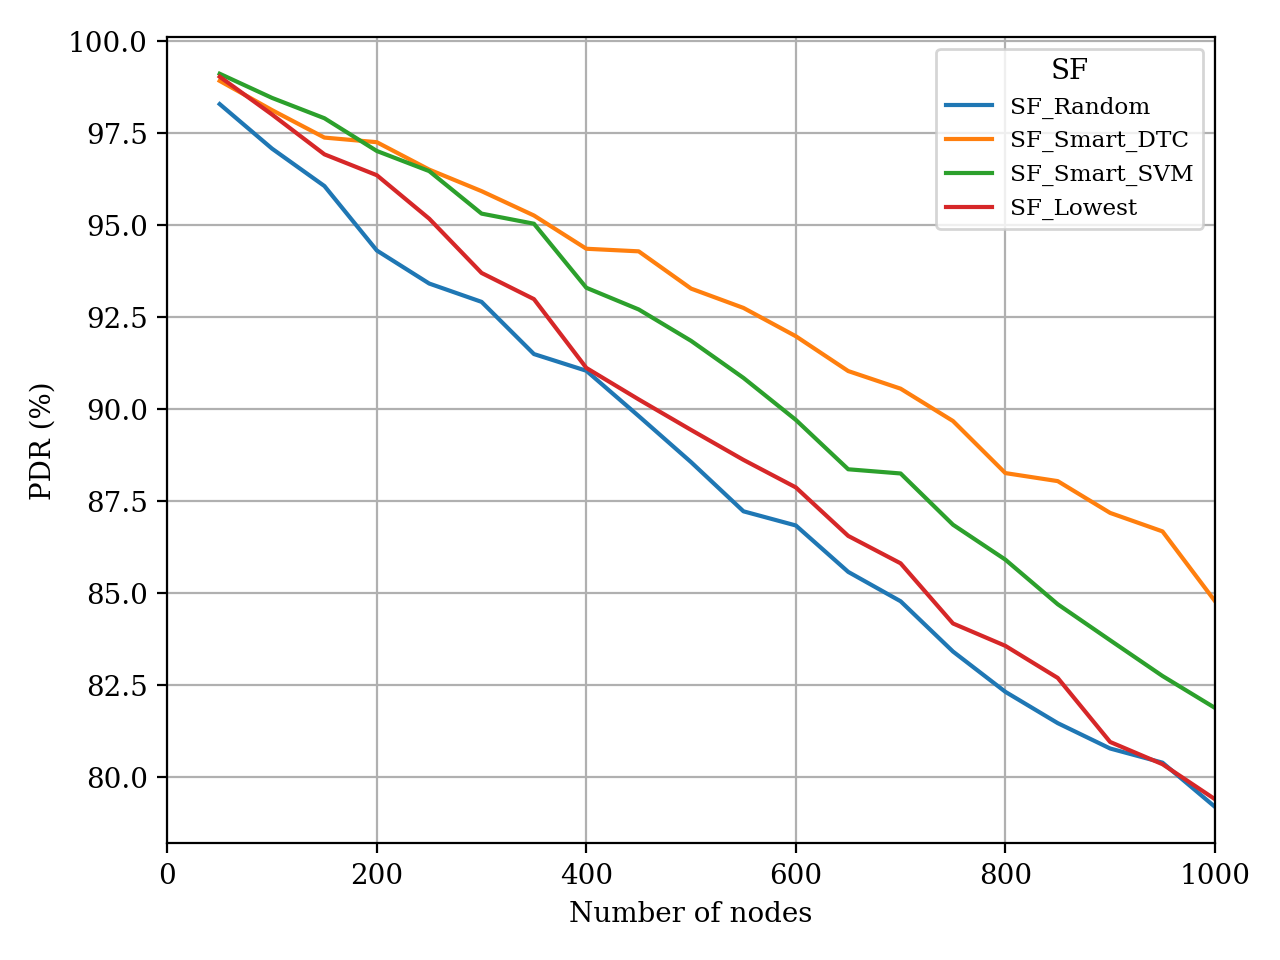 100.0
97.5
95.0
92.5
90.0
87.5
85.0
82.5
80.0
PDR (%)
0 200 400 600 800 1000
Number of nodes
SF
SF_Random
SF_Smart_DTC
SF_Smart_SVM
SF_Lowest